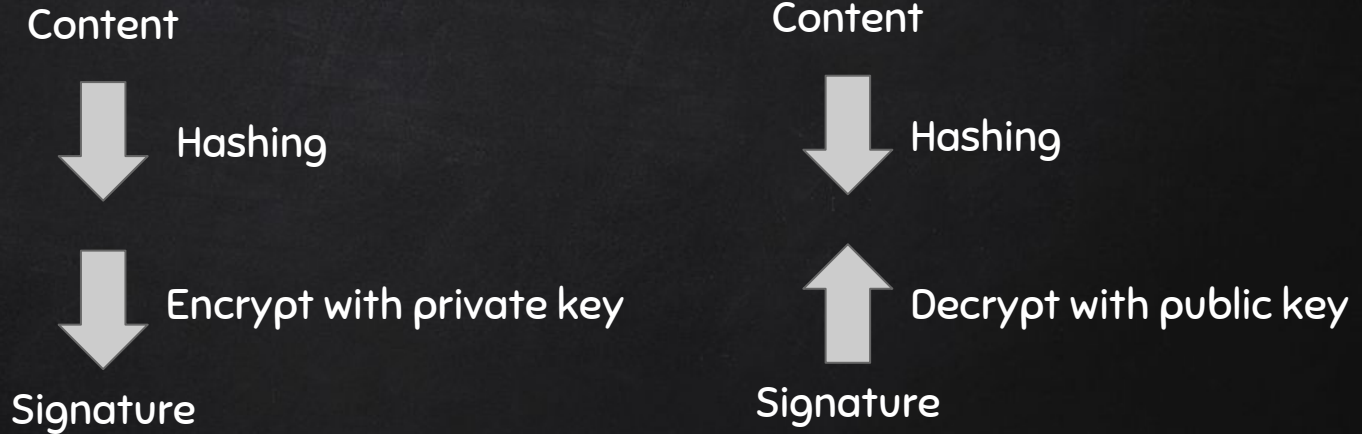 Content
Hashing
Encrypt with private key
Signature
Content
Hashing
Decrypt with public key
Signature